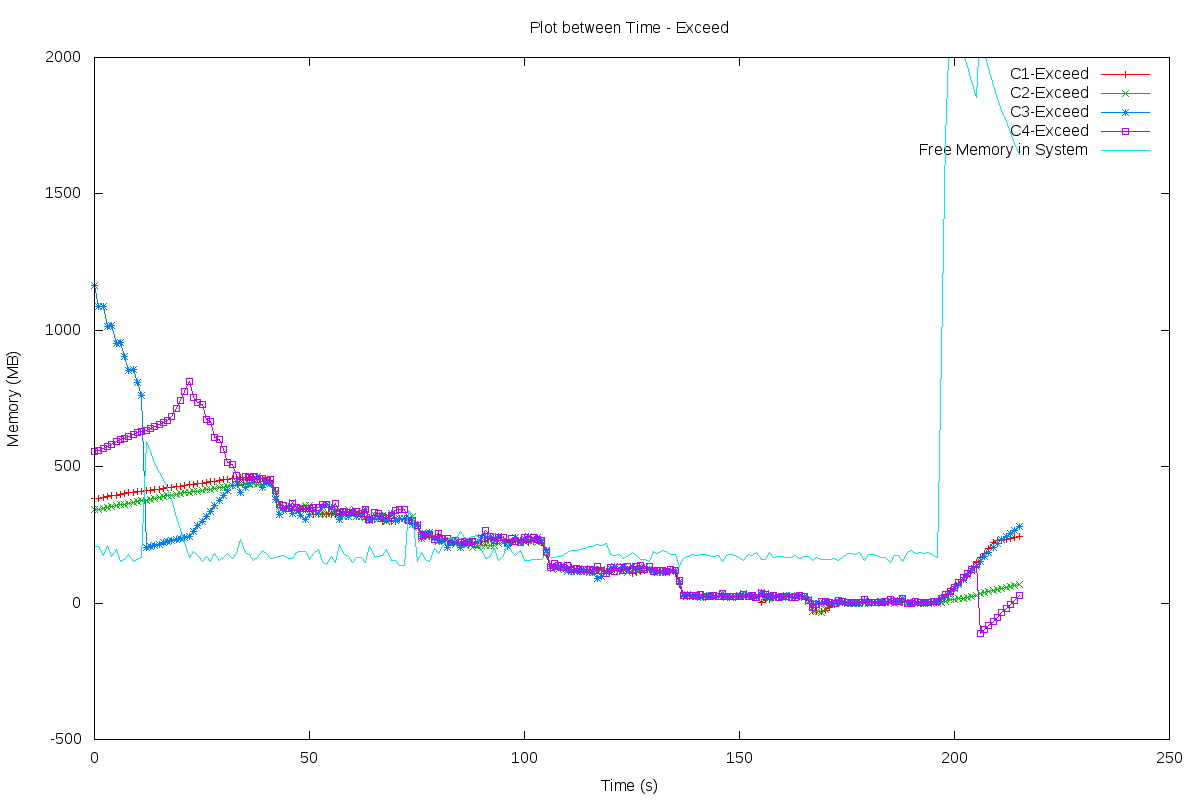 Plot between Time - Exceed
2000
1500
1000
500
0
-500
0 50 100 150 200 250
Memory (MB)
Time (s)
C1-Exceed
C2-Exceed
C3-Exceed
C4-Exceed
Free Memory in System